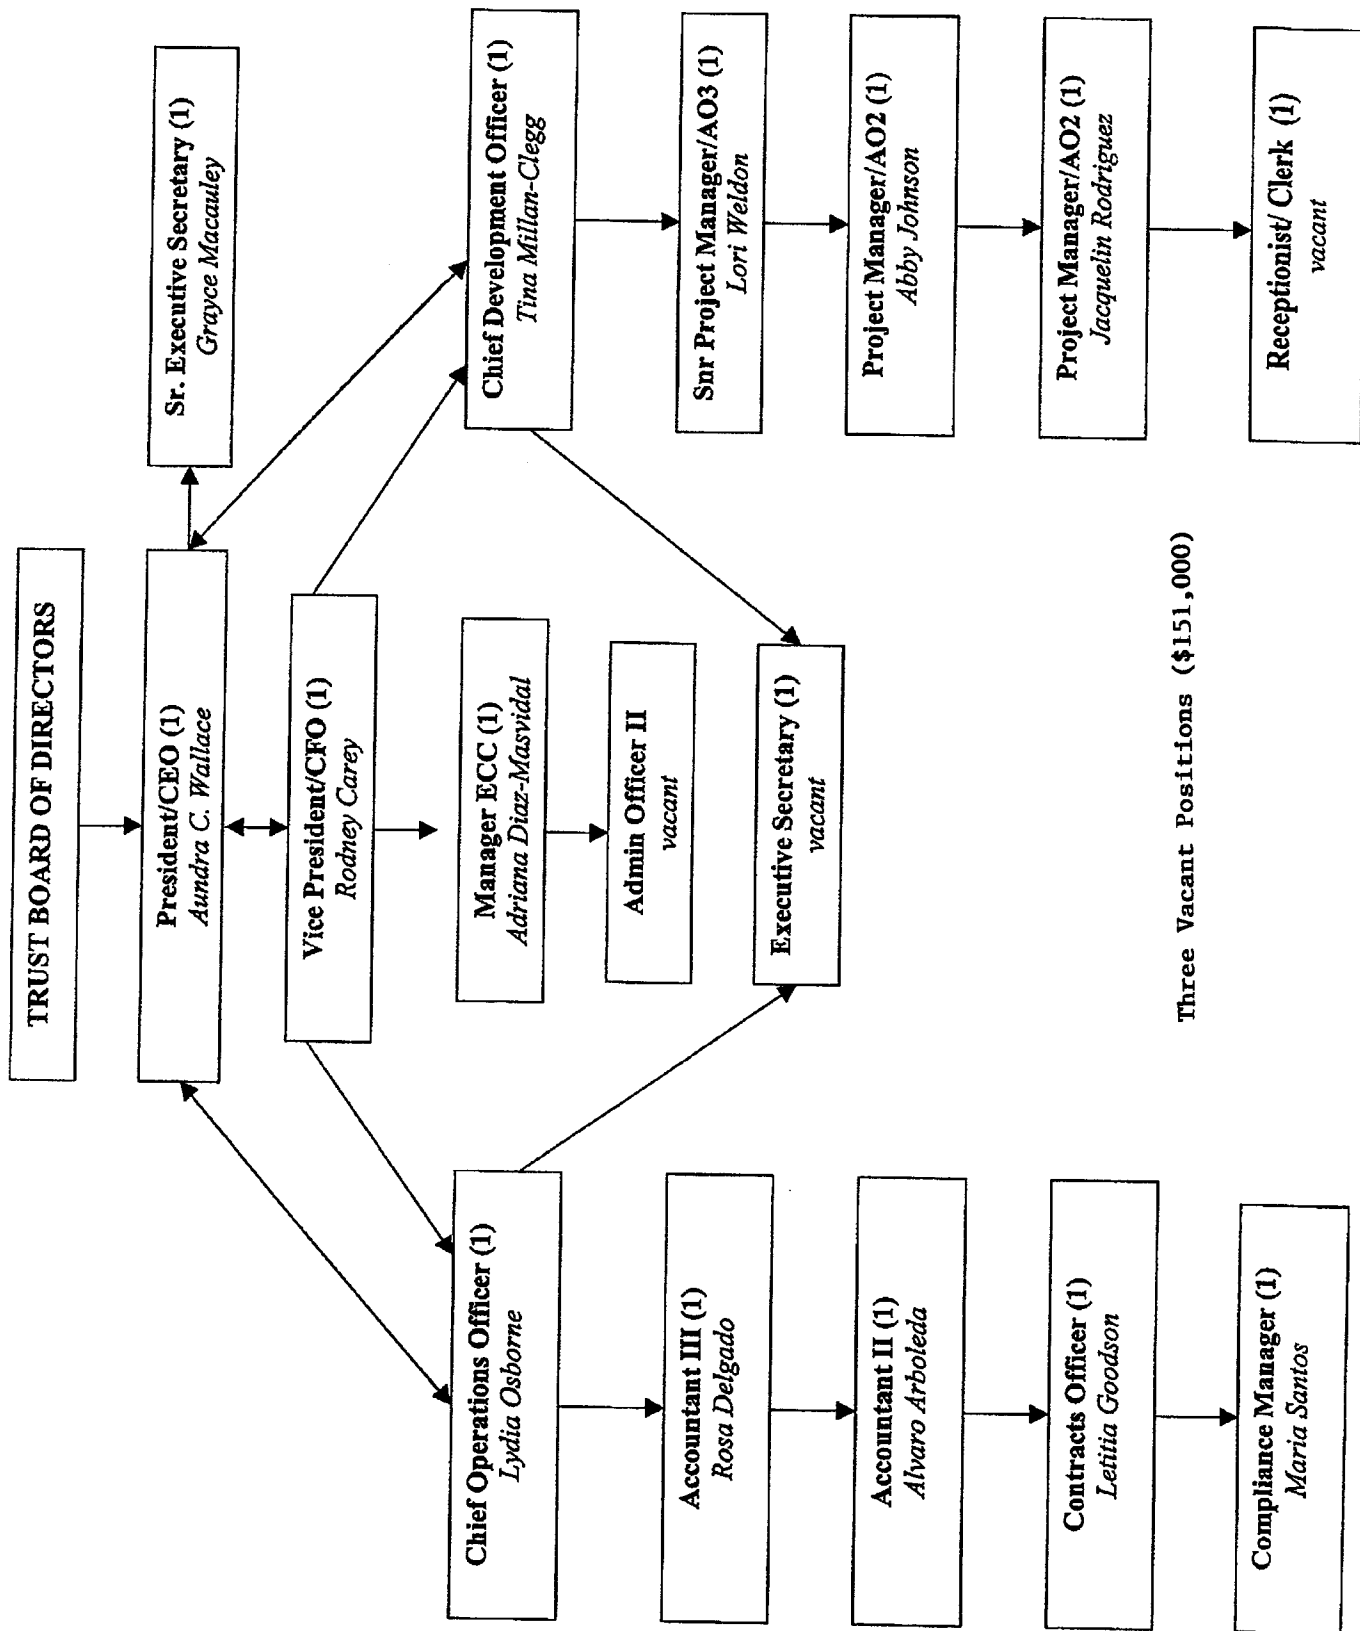 TRUST BOARD OF DIRECTORS
President/CEO (1)
Aundra C. Wallace
Sr. Executive Secretary (1)
Grayce Macauley
Vice President/CFO (1)
Rodney Carey
Chief Operations Officer (1)
Lydia Osborne
Manager ECC (1)
Adriana Diaz-Masvidal
Chief Development Officer (1)
Tina Millan-Clegg
Admin Officer II
vacant
Accountant III (1)
Rosa Delgado
Snr Project Manager/AO3 (1)
Lori Weldon
Executive Secretary (1)
vacant
Accountant II (1)
Alvaro Arboleda
Project Manager/AO2 (1)
Abby Johnson
Contracts Officer (1)
Letitia Goodson
Project Manager/AO2 (1)
Jacquelin Rodriguez
Compliance Manager (1)
Maria Santos
Receptionist/ Clerk (1)
vacant
Three Vacant Positions ($151,000)